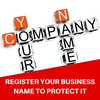 COMPANY
YOUR
NAME
REGISTER YOUR BUSINESS
NAME TO PROTECT IT